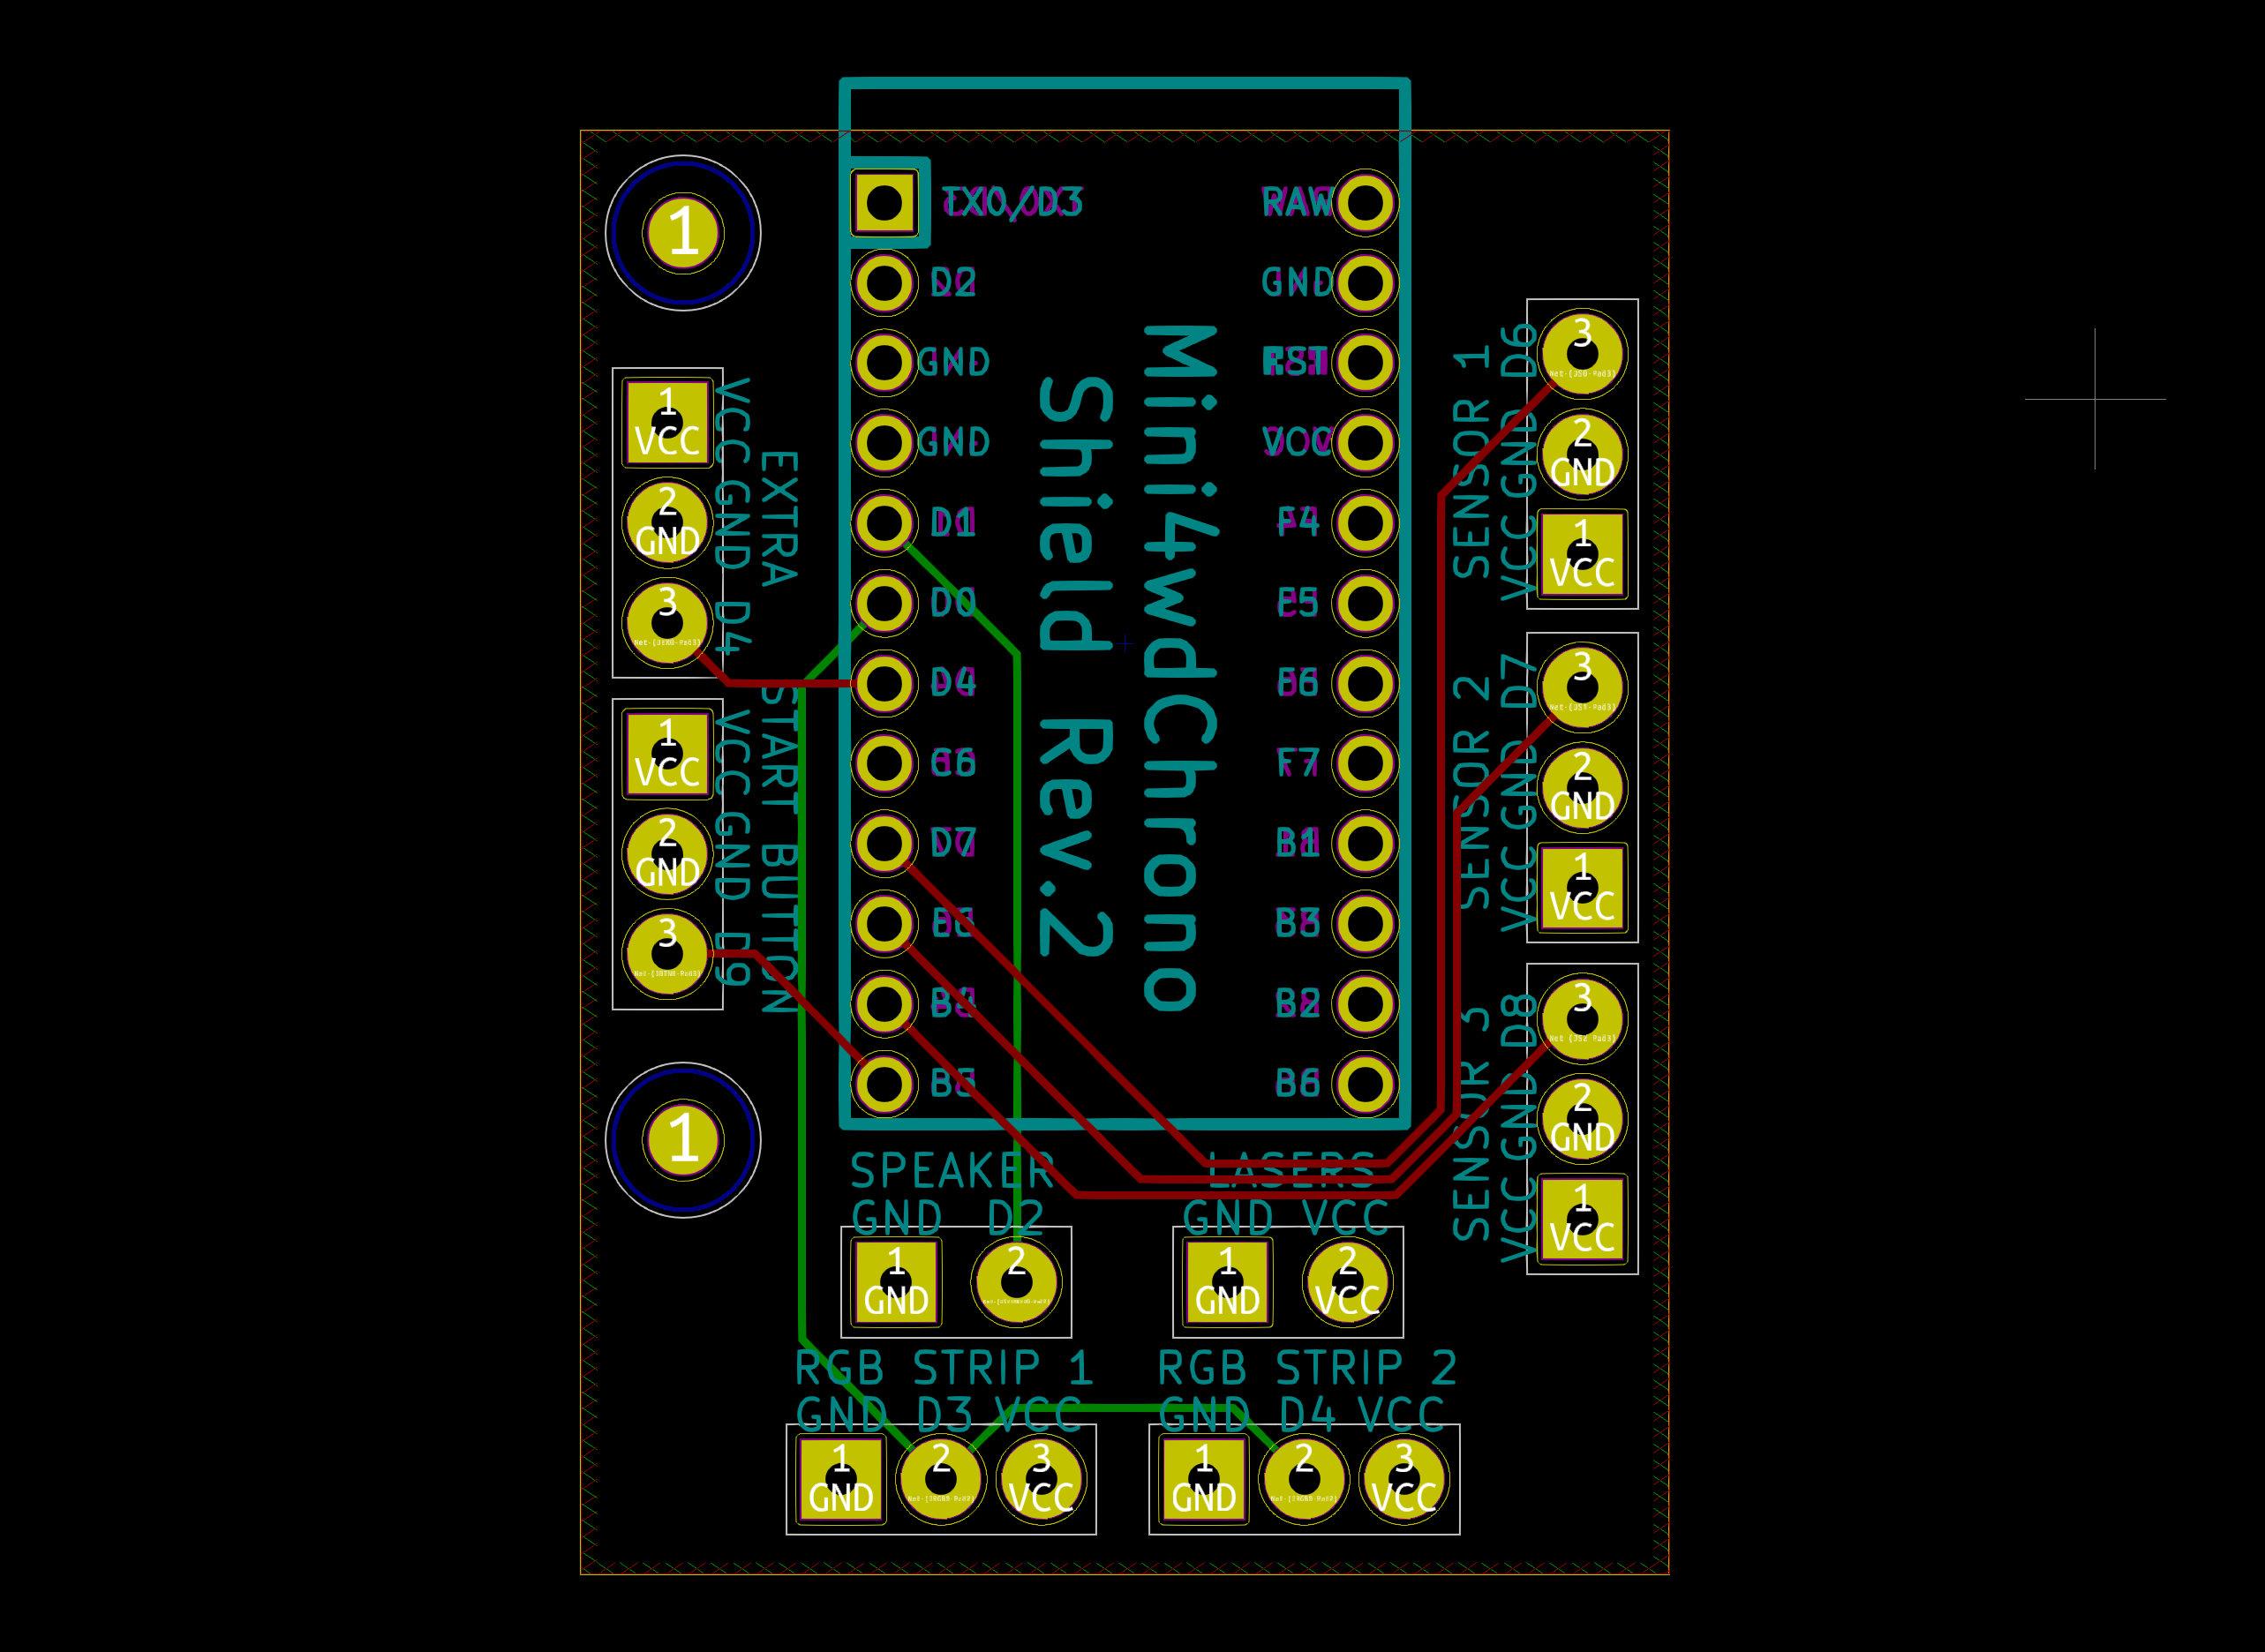 TX0/D3
RAW
D2
GND
GND
RST
GND
VCC
D1
F4
D0
F5
D4
F6
C6
F7
D7
B1
E6
B3
B4
B2
B5
B6
Mini4wdChrono
Shield Rev.2
1
1
EXTRA
VCC GND D4
1
VCC
2
GND
3
START BUTTON
VCC GND D9
1
VCC
2
GND
3
SENSOR 1
VCC GND D6
3
2
GND
1
VCC
SENSOR 2
VCC GND D7
3
2
GND
1
VCC
SENSOR 3
VCC GND D8
3
2
GND
1
VCC
SPEAKER
GND D2
1
GND
2
LASERS
GND VCC
1
GND
2
VCC
RGB STRIP 1
GND D3 VCC
1
GND
2
3
VCC
RGB STRIP 2
GND D4 VCC
1
GND
2
3
VCC